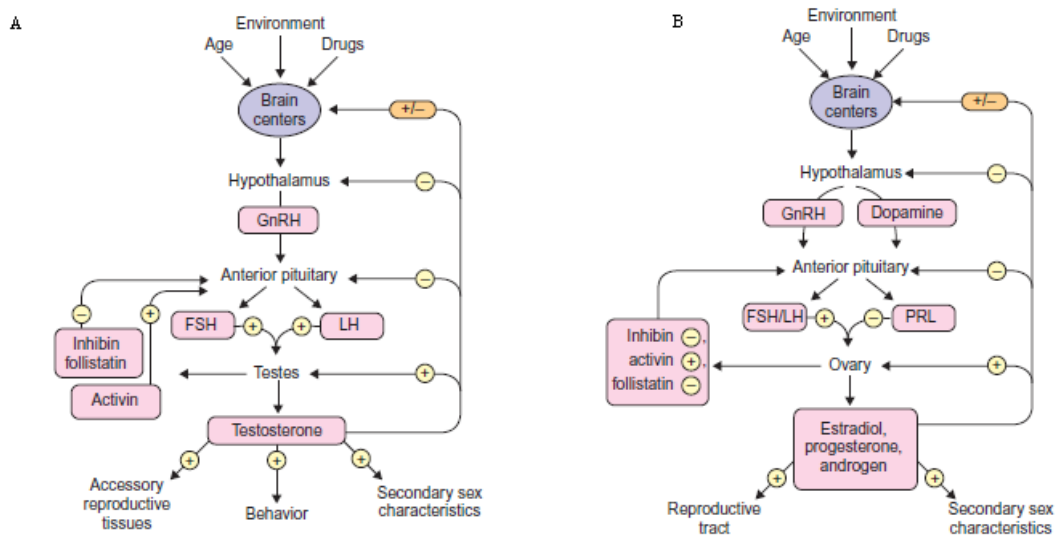 A
Environment
Age
Drugs
Brain
centers
+/−
Hypothalamus
−
GnRH
Anterior pituitary
−
−
+
FSH
+
+
LH
Inhibin
follistatin
Activin
Testes
+
Testosterone
+
+
+
Accessory
reproductive
tissues
Behavior
Secondary sex
characteristics
B
Environment
Age
Drugs
Brain
centers
+/−
Hypothalamus
−
GnRH
Dopamine
Anterior pituitary
−
FSH/LH
+
−
PRL
Inhibin −,
activin +,
follistatin −
Ovary
+
Estradiol,
progesterone,
androgen
+
+
Reproductive
tract
Secondary sex
characteristics